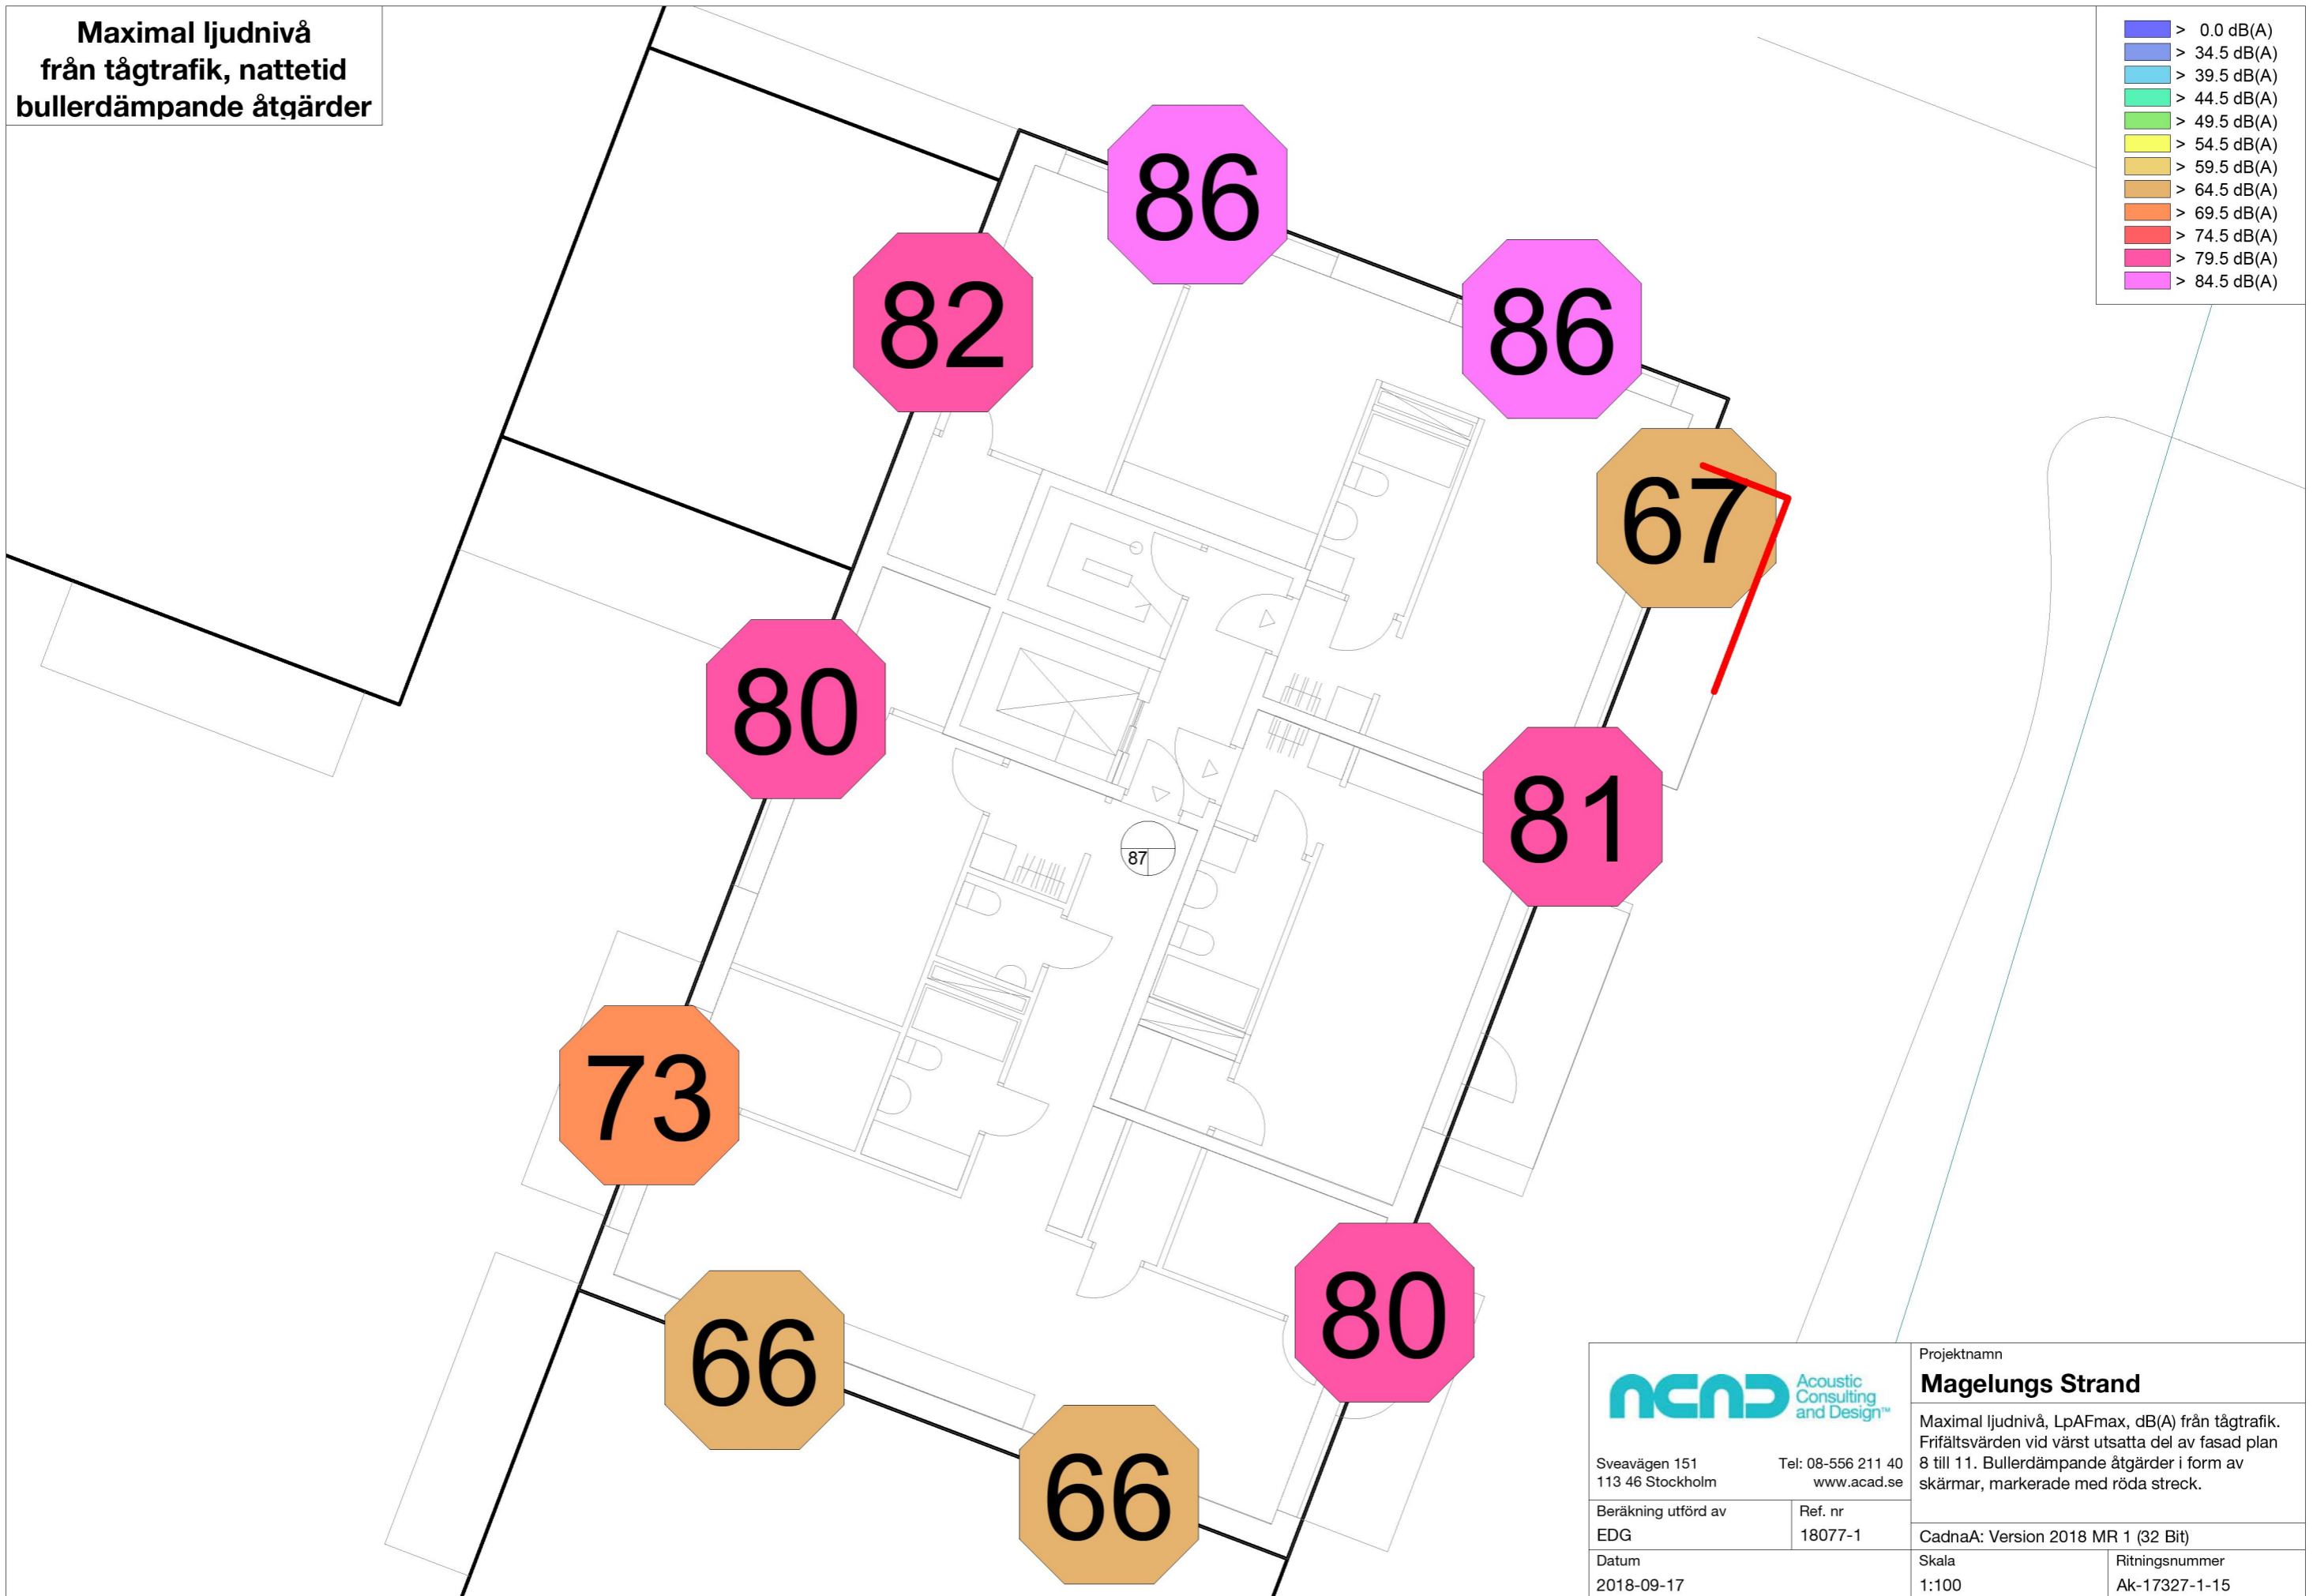 Maximal ljudnivå
från tågtrafik, nattetid
bullerdämpande åtgärder
> 0.0 dB(A)
> 34.5 dB(A)
> 39.5 dB(A)
> 44.5 dB(A)
> 49.5 dB(A)
> 54.5 dB(A)
> 59.5 dB(A)
> 64.5 dB(A)
> 69.5 dB(A)
> 74.5 dB(A)
> 79.5 dB(A)
> 84.5 dB(A)
86
82
86
67
80
81
87
73
80
66
66
ACAD Acoustic
Consulting
and Design™
Sveavägen 151
113 46 Stockholm
Tel: 08-556 211 40
www.acad.se
Projektnamn
Magelungs Strand
Maximal ljudnivå, LpAFmax, dB(A) från tågtrafik.
Frifältsvärden vid värst utsatta del av fasad plan
8 till 11. Bullerdämpande åtgärder i form av
skärmar, markerade med röda streck.
Beräkning utförd av
EDG
Ref. nr
18077-1
CadnaA: Version 2018 MR 1 (32 Bit)
Datum
2018-09-17
Skala
1:100
Ritningsnummer
Ak-17327-1-15